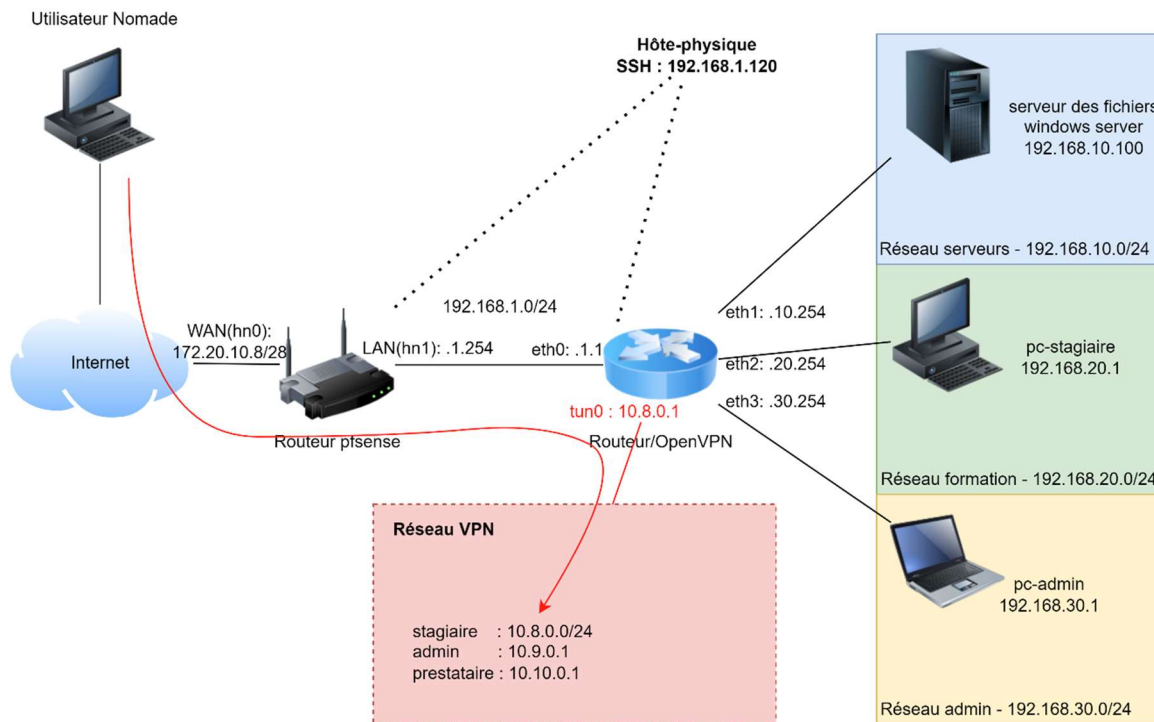 Utilisateur Nomade
Hôte-physique
SSH : 192.168.1.120
serveur des fichiers
windows server
192.168.10.100
Réseau serveurs - 192.168.10.0/24
192.168.1.0/24
WAN(hn0):
172.20.10.8/28
Internet
LAN(hn1): .1.254
eth0: .1.1
eth1: .10.254
eth2: .20.254
eth3: .30.254
pc-stagiaire
192.168.20.1
tun0 : 10.8.0.1
Routeur pfsense
Routeur/OpenVPN
Réseau formation - 192.168.20.0/24
Réseau VPN
stagiaire : 10.8.0.0/24
admin : 10.9.0.1
prestataire : 10.10.0.1
pc-admin
192.168.30.1
Réseau admin - 192.168.30.0/24